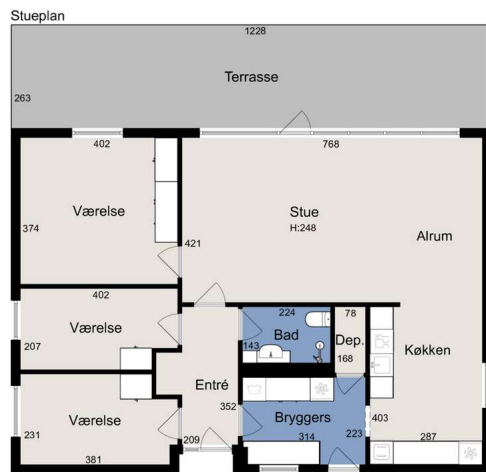 Stueplan
1228
Terrasse
263
402
768
Værelse
Stue
H:248
Alrum
374
421
402
224
78
Værelse
Bad
Dep.
143
168
207
Køkken
Entré
352
Værelse
Bryggers
403
231
209
314
223
287
381